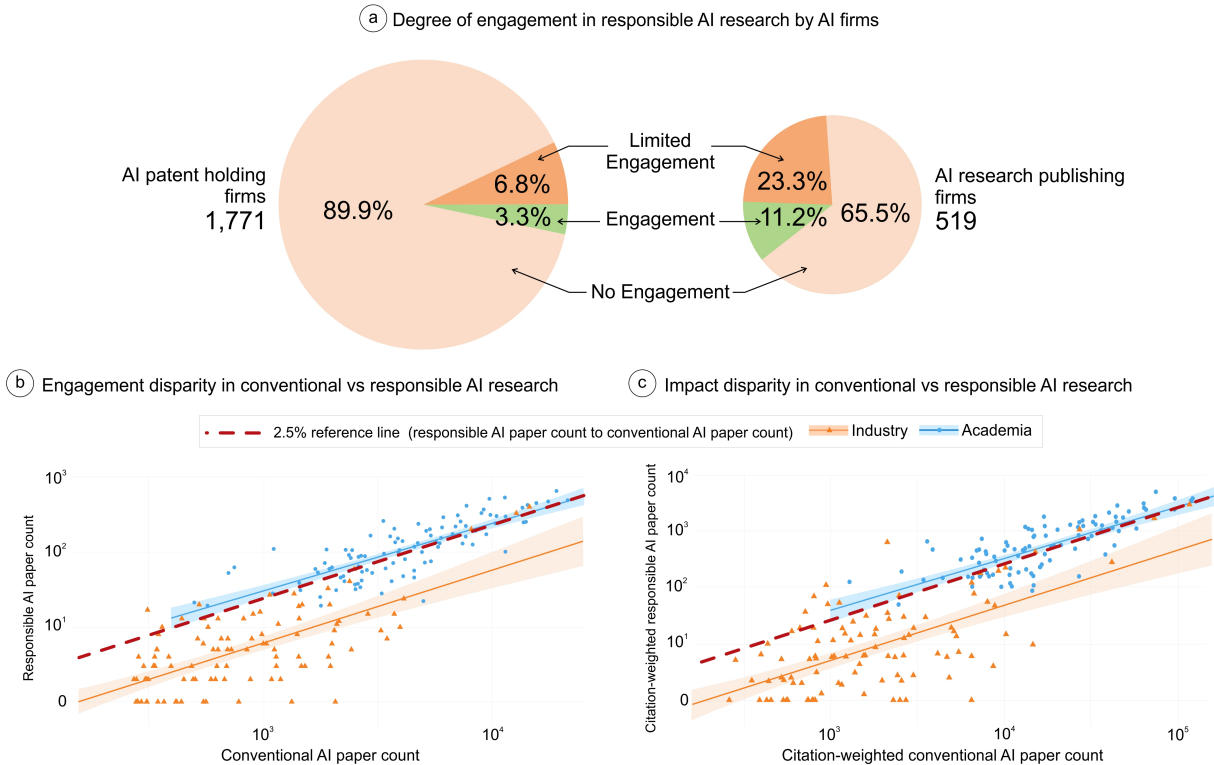 a Degree of engagement in responsible AI research by AI firms
AI patent holding
firms
1,771
89.9%
6.8%
3.3%
Limited
Engagement
Engagement
No Engagement
23.3%
11.2%
65.5%
AI research publishing
firms
519
b Engagement disparity in conventional vs responsible AI research
c Impact disparity in conventional vs responsible AI research
2.5% reference line (responsible AI paper count to conventional AI paper count) Industry Academia
Responsible AI paper count
10³
10²
10¹
0
10³ 10⁴
Conventional AI paper count
Citation-weighted responsible AI paper count
10⁴
10³
10²
10¹
0
10³ 10⁴ 10⁵
Citation-weighted conventional AI paper count